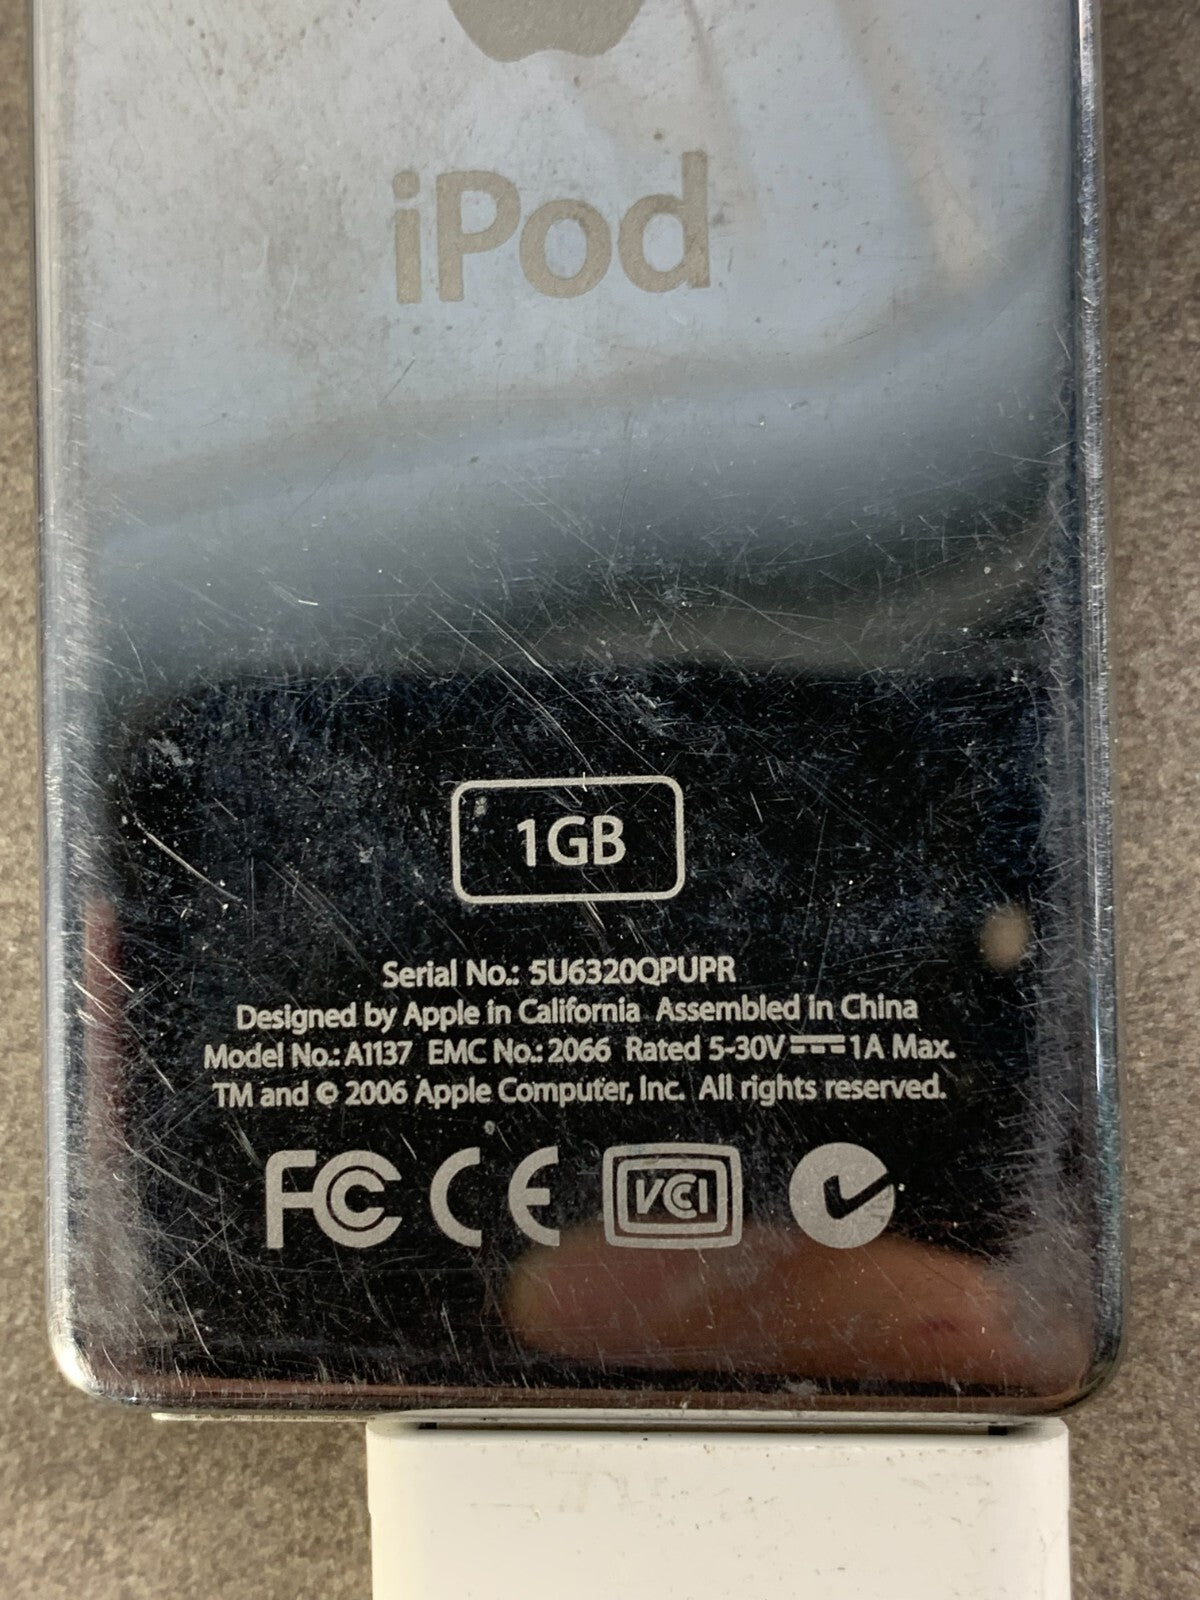 iPod
1GB
Serial No.: 5U6320QPUPR
Designed by Apple in California Assembled in China
Model No.: A1137 EMC No.: 2066 Rated 5-30V ⎓ 1A Max.
TM and © 2006 Apple Computer, Inc. All rights reserved.
FC CE VCI